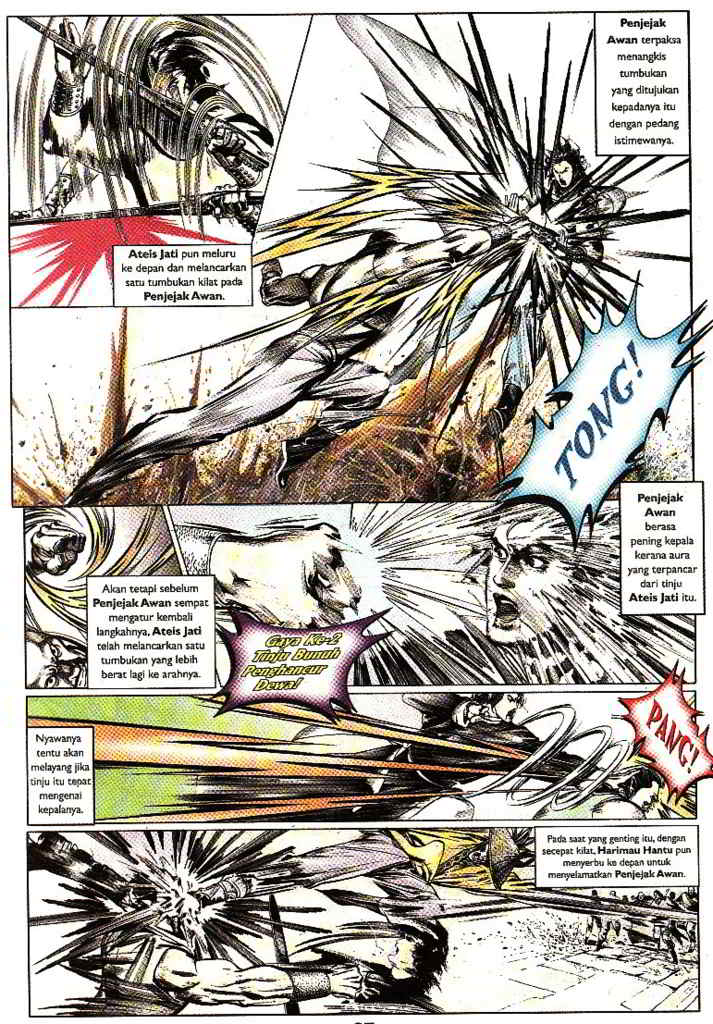 Ateis Jati pun meluru
ke depan dan melancarkan
satu tumbukan kilat pada
Penjejak Awan.
Penjejak
Awan terpaksa
menangkis
tumbukan
yang ditujukan
kepadanya itu
dengan pedang
istimewanya.
TONG!
Akan tetapi sebelum
Penjejak Awan sempat
mengatur kembali
langkahnya, Ateis Jati
telah melancarkan satu
tumbukan yang lebih
berat lagi ke arahnya.
Gaya Ke-2
Tinju Bunuh
Penghancur
Dewa!
Penjejak
Awan
berasa
pening kepala
kerana aura
yang terpancar
dari tinju
Ateis Jati itu.
Nyawanya
tentu akan
melayang jika
tinju itu tepat
mengenai
kepalanya.
PANG!
Pada saat yang genting itu, dengan
secepat kilat, Harimau Hantu pun
menyerbu ke depan untuk
menyelamatkan Penjejak Awan.